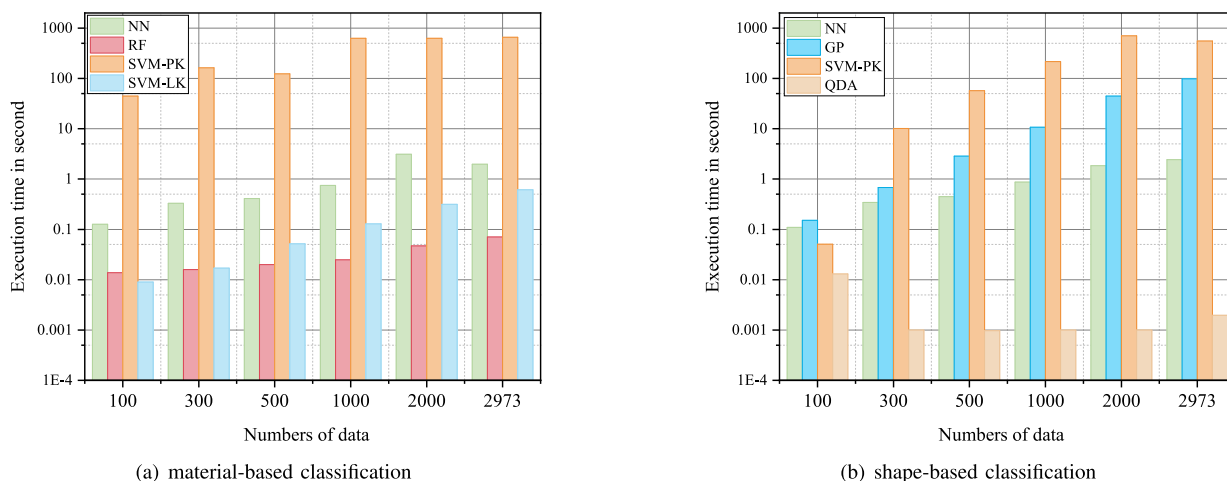 1000
100
10
1
0.1
0.01
0.001
1E-4
Execution time in second
NN
RF
SVM-PK
SVM-LK
100 300 500 1000 2000 2973
Numbers of data
(a) material-based classification
1000
100
10
1
0.1
0.01
0.001
1E-4
Execution time in second
NN
GP
SVM-PK
QDA
100 300 500 1000 2000 2973
Numbers of data
(b) shape-based classification